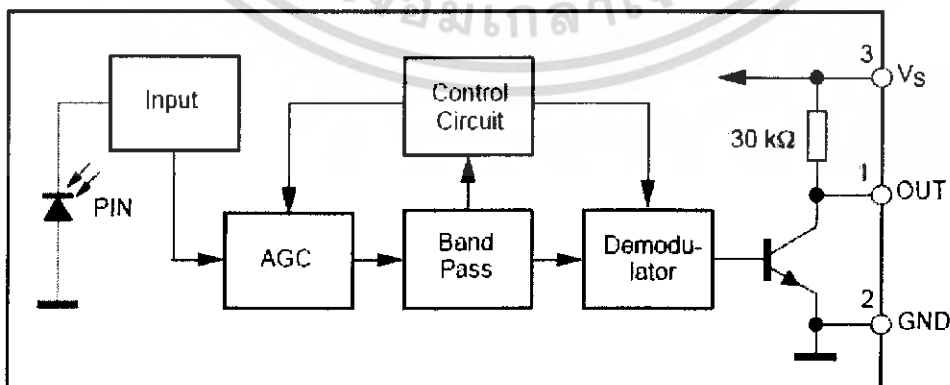 Input
Control
Circuit
3
VS
30 kΩ
1
OUT
PIN
AGC
Band
Pass
Demodu-
lator
2
GND